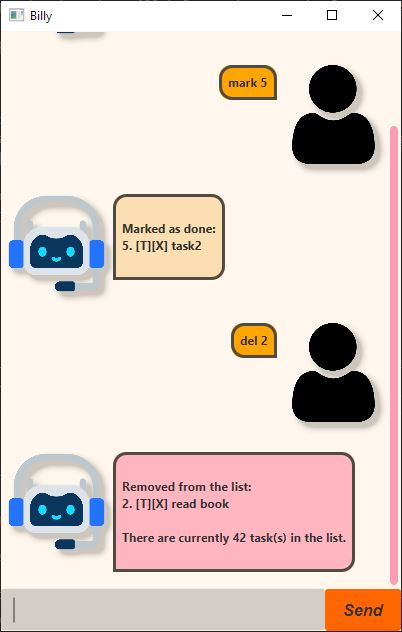 Billy
mark 5
Marked as done:
5. [T][X] task2
del 2
Removed from the list:
2. [T][X] read book
There are currently 42 task(s) in the list.
Send